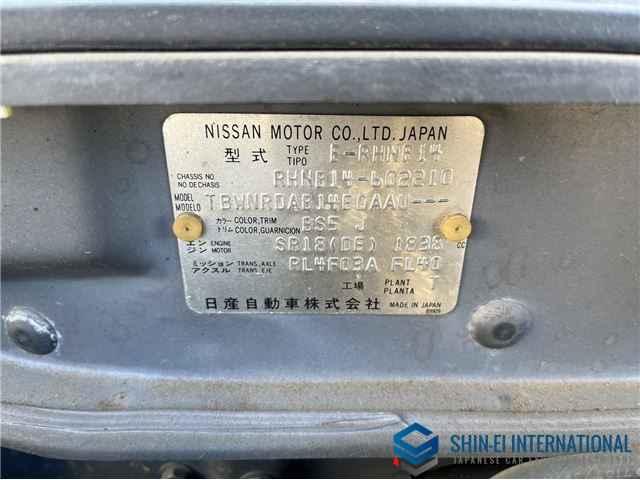 NISSAN MOTOR CO.,LTD. JAPAN
型式 TYPE TIPO E-RHNB14
CHASSIS NO NO DECHASIS RHNB14-602210
MODEL MODELO TBWNRDAB14EGAA0---
カラー COLOR,TRIM トリム COLOR,GUARNICION BS5 J
エンジン ENGINE MOTOR SR18(DE) 1838 cc
ミッション TRANS.,AXLE アクスル TRANS.,EJE RL4F03A FL40
工場 PLANT PLANTA
日産自動車株式会社 MADE IN JAPAN
SHIN-EI INTERNATIONAL